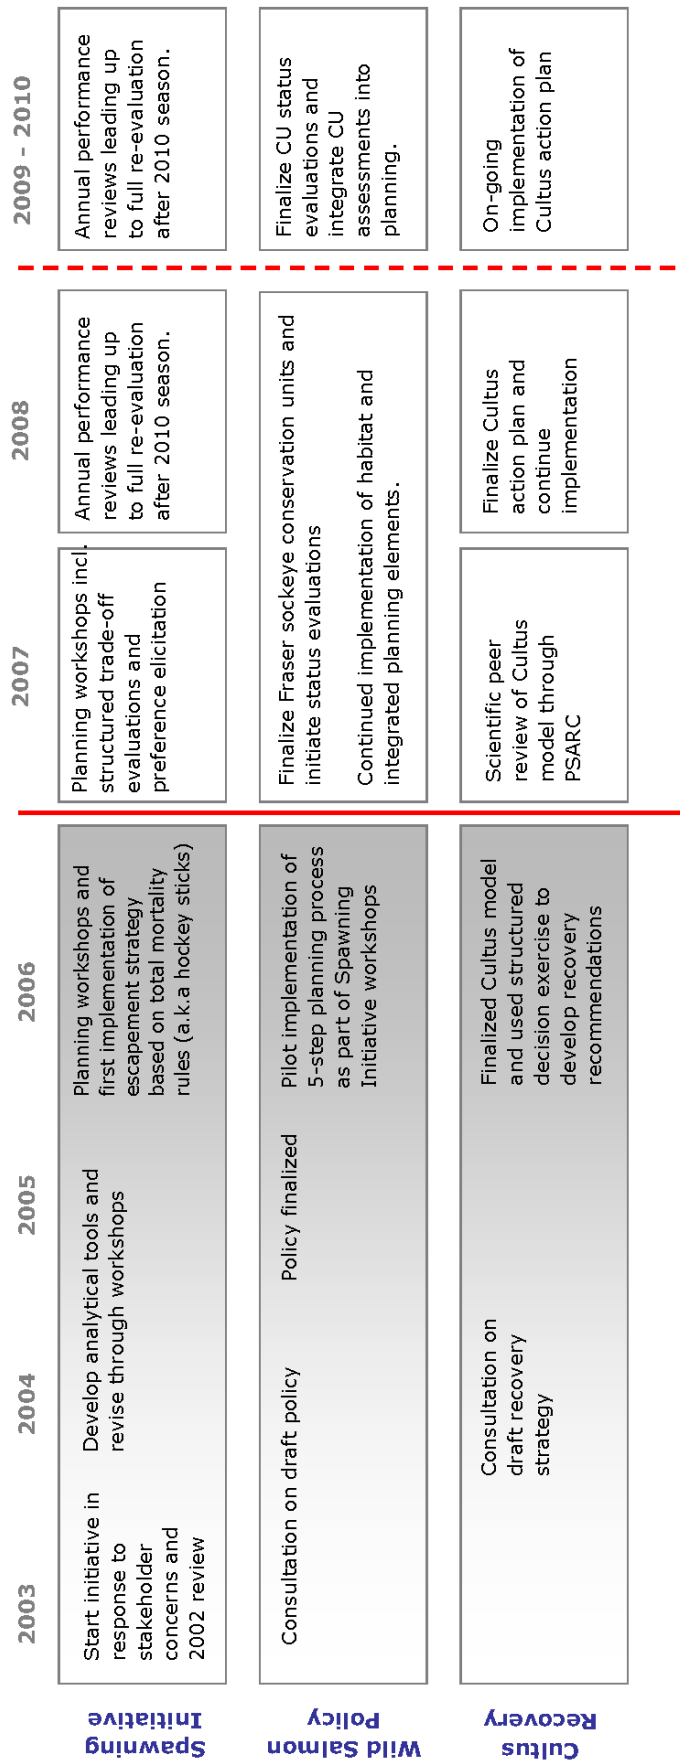 2003
2004
2005
2006
2007
2008
2009 - 2010
Spawning
Initiative
Start initiative in
response to
stakeholder
concerns and
2002 review
Develop analytical tools and
revise through workshops
Planning workshops and
first implementation of
escapement strategy
based on total mortality
rules (a.k.a hockey sticks)
Planning workshops incl.
structured trade-off
evaluations and
preference elicitation
Annual performance
reviews leading up
to full re-evaluation
after 2010 season.
Annual performance
reviews leading up
to full re-evaluation
after 2010 season.
Wild Salmon
Policy
Consultation on draft policy
Policy finalized
Pilot implementation of
5-step planning process
as part of Spawning
Initiative workshops
Finalize Fraser sockeye conservation units and
initiate status evaluations
Continued implementation of habitat and
integrated planning elements.
Finalize CU status
evaluations and
integrate CU
assessments into
planning.
Cultus
Recovery
Consultation on
draft recovery
strategy
Finalized Cultus model
and used structured
decision exercise to
develop recovery
recommendations
Scientific peer
review of Cultus
model through
PSARC
Finalize Cultus
action plan and
continue
implementation
On-going
implementation of
Cultus action plan